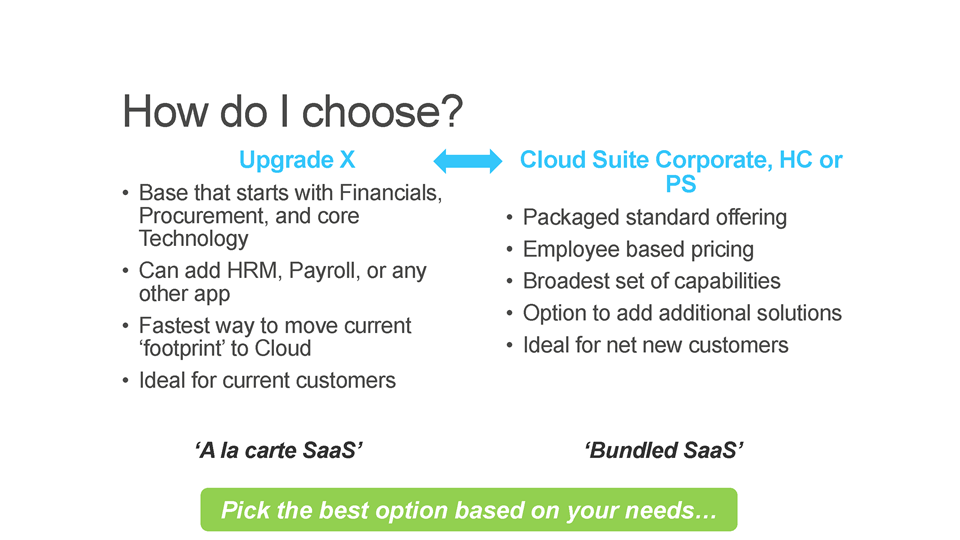 How do I choose?
Upgrade X
• Base that starts with Financials,
Procurement, and core
Technology
• Can add HRM, Payroll, or any
other app
• Fastest way to move current
‘footprint’ to Cloud
• Ideal for current customers
‘A la carte SaaS’
Cloud Suite Corporate, HC or
PS
• Packaged standard offering
• Employee based pricing
• Broadest set of capabilities
• Option to add additional solutions
• Ideal for net new customers
‘Bundled SaaS’
Pick the best option based on your needs…